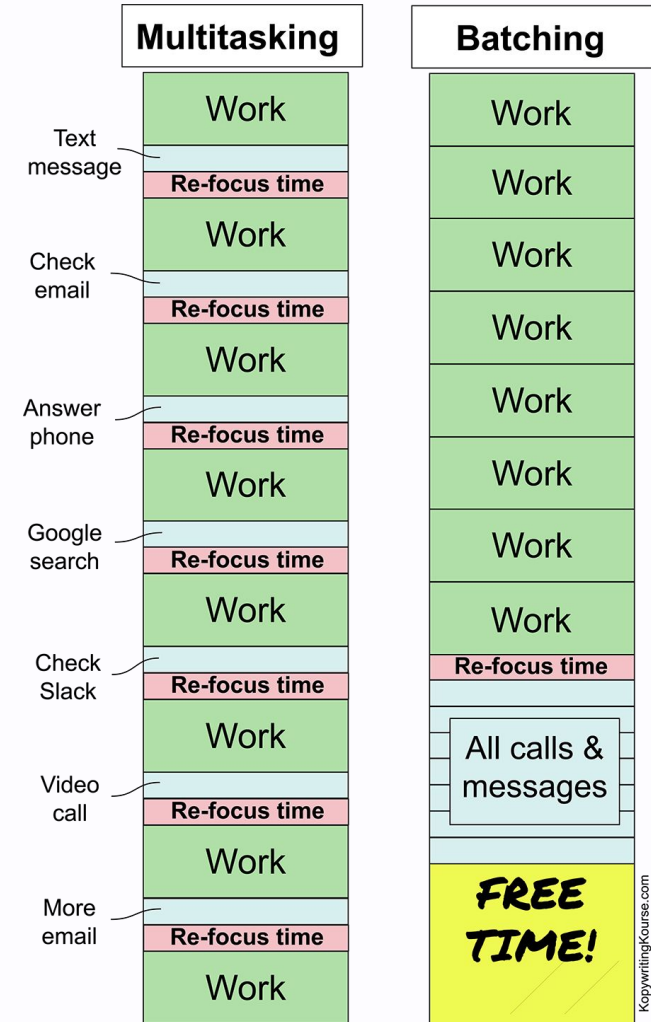 Multitasking
Work
Text
message
Re-focus time
Work
Check
email
Re-focus time
Work
Answer
phone
Re-focus time
Work
Google
search
Re-focus time
Work
Check
Slack
Re-focus time
Work
Video
call
Re-focus time
Work
More
email
Re-focus time
Work
Batching
Work
Work
Work
Work
Work
Work
Work
Work
Re-focus time
All calls &
messages
FREE
TIME!
KopywritingKourse.com